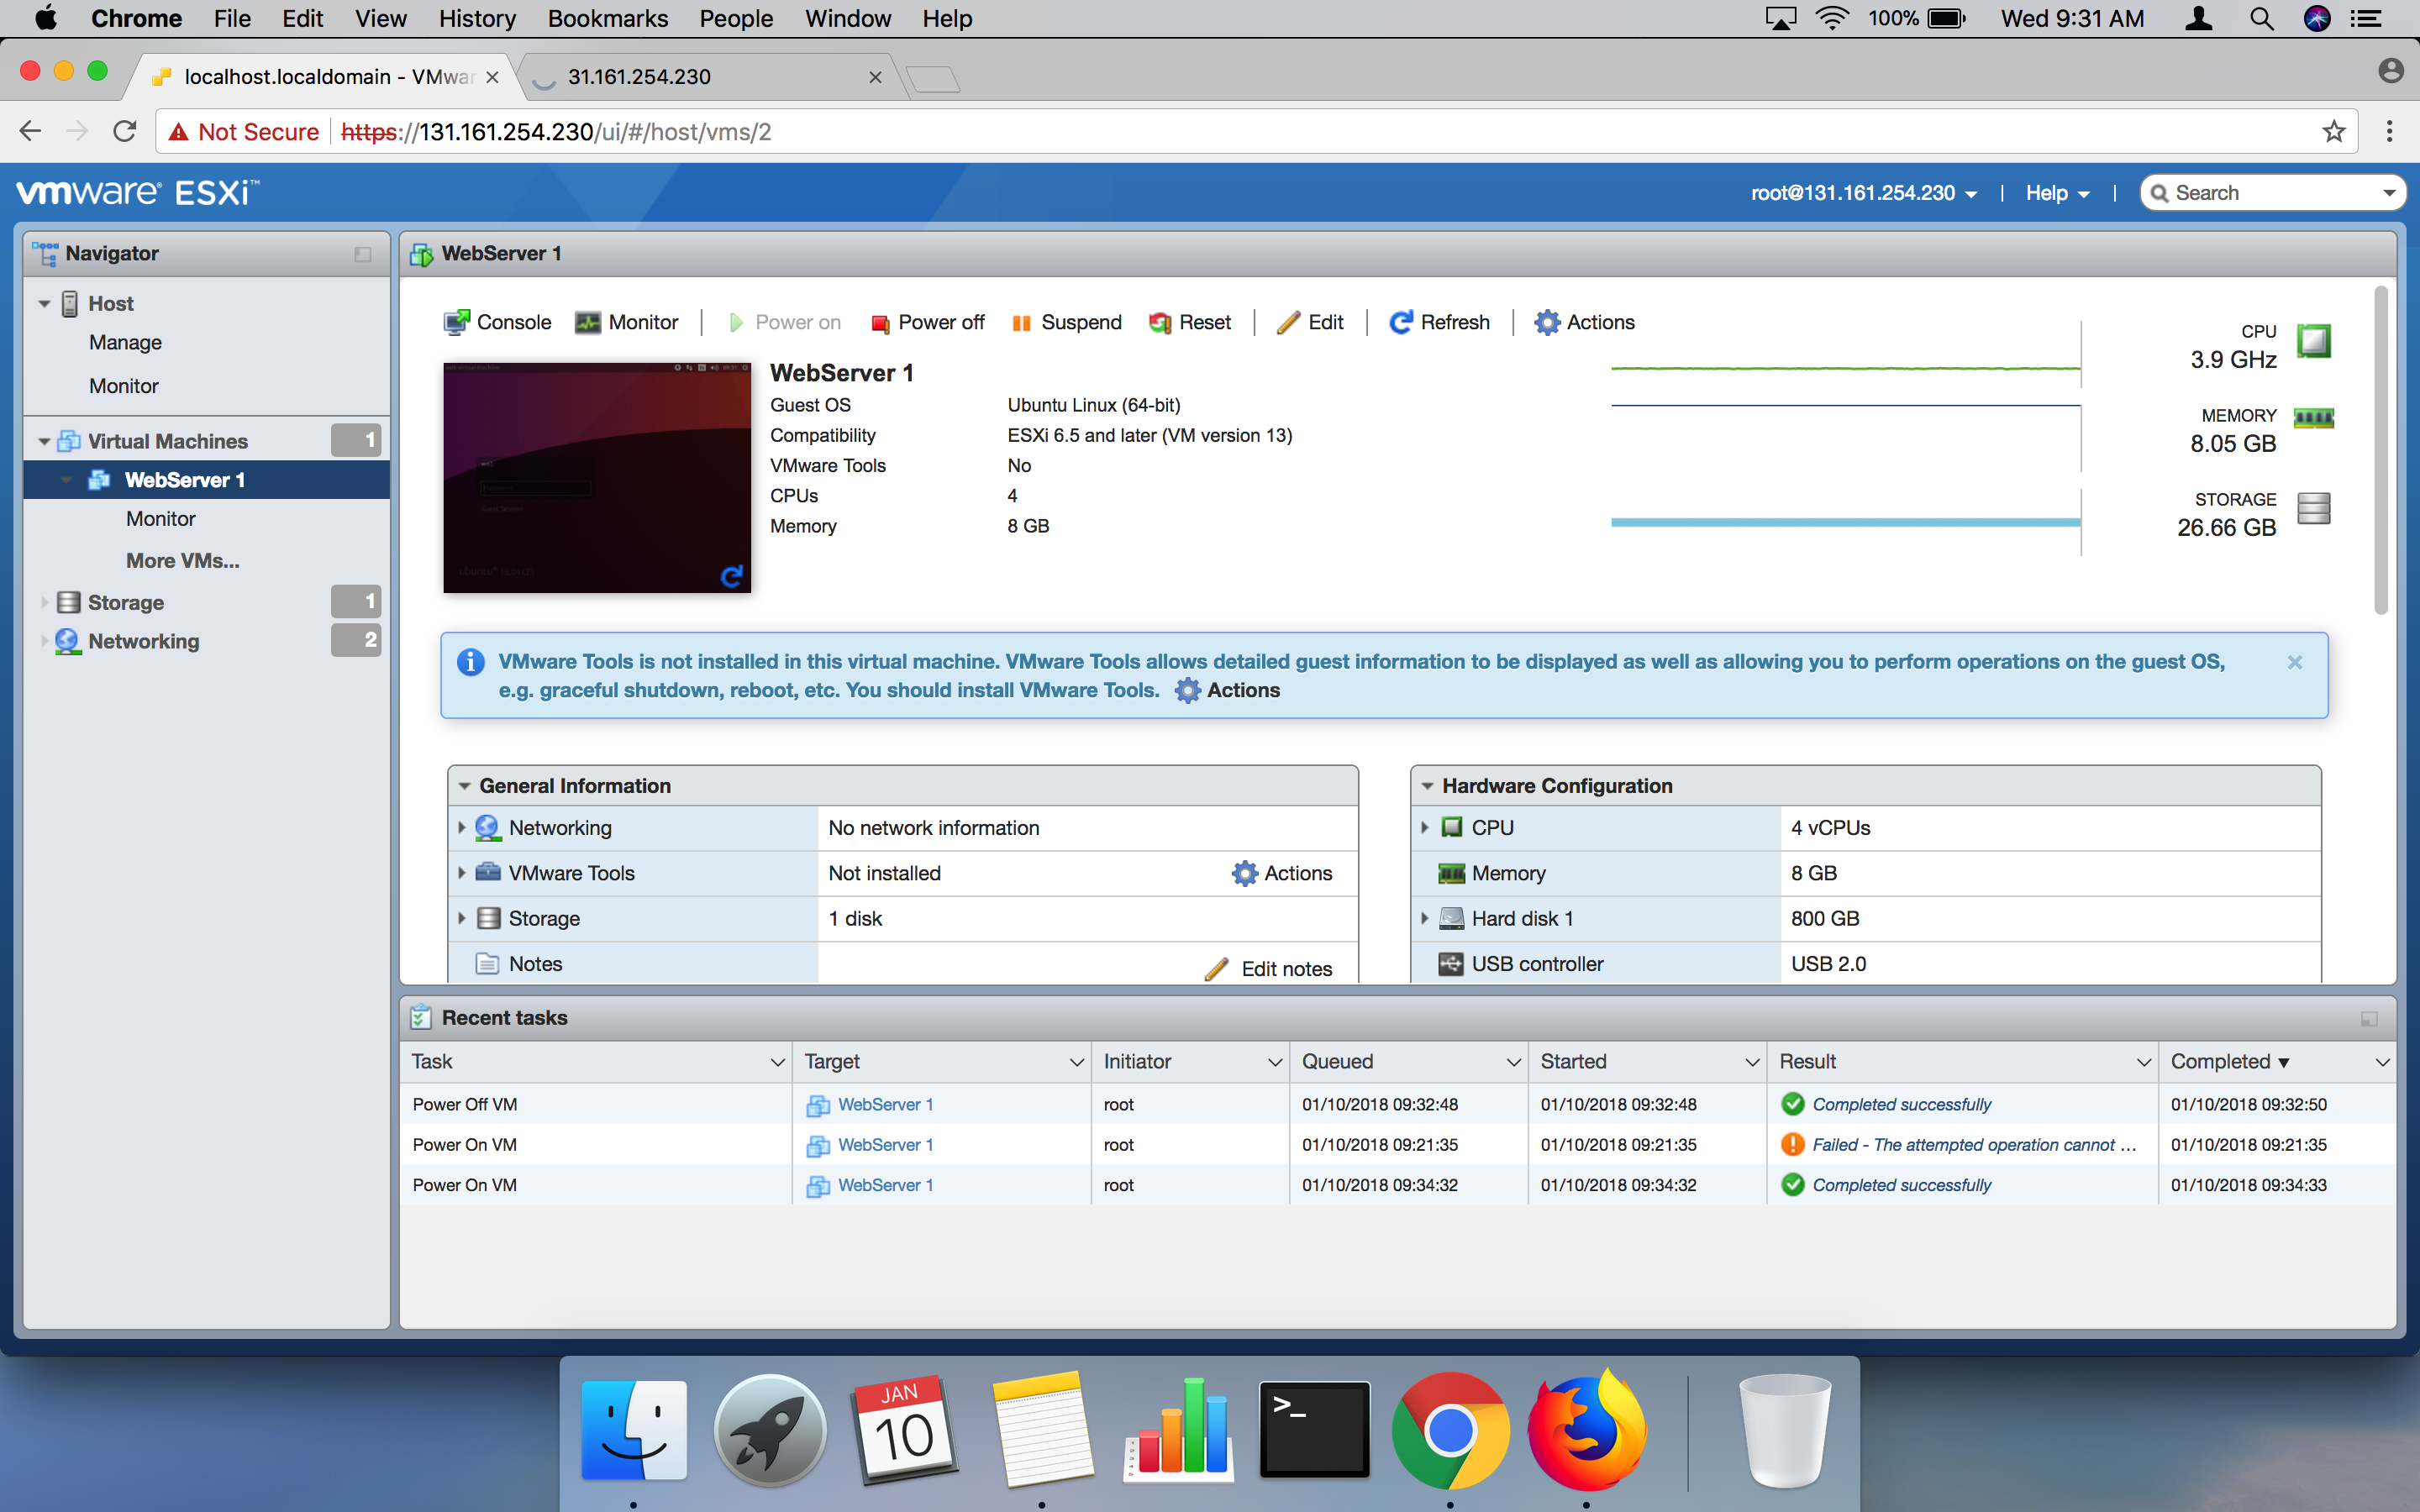 Chrome File Edit View History Bookmarks People Window Help 100% Wed 9:31 AM
localhost.localdomain - VMwar 31.161.254.230
Not Secure https://131.161.254.230/ui/#/host/vms/2
vmware® ESXi™ root@131.161.254.230 | Help | Search
Navigator
Host
Manage
Monitor
Virtual Machines 1
WebServer 1
Monitor
More VMs...
Storage 1
Networking 2
WebServer 1
Console Monitor Power on Power off Suspend Reset Edit Refresh Actions
WebServer 1
Guest OS Ubuntu Linux (64-bit)
Compatibility ESXi 6.5 and later (VM version 13)
VMware Tools No
CPUs 4
Memory 8 GB
CPU
3.9 GHz
MEMORY
8.05 GB
STORAGE
26.66 GB
VMware Tools is not installed in this virtual machine. VMware Tools allows detailed guest information to be displayed as well as allowing you to perform operations on the guest OS,
e.g. graceful shutdown, reboot, etc. You should install VMware Tools. Actions
General Information
Networking No network information
VMware Tools Not installed Actions
Storage 1 disk
Notes Edit notes
Hardware Configuration
CPU 4 vCPUs
Memory 8 GB
Hard disk 1 800 GB
USB controller USB 2.0
Recent tasks
Task Target Initiator Queued Started Result Completed
Power Off VM WebServer 1 root 01/10/2018 09:32:48 01/10/2018 09:32:48 Completed successfully 01/10/2018 09:32:50
Power On VM WebServer 1 root 01/10/2018 09:21:35 01/10/2018 09:21:35 Failed - The attempted operation cannot ... 01/10/2018 09:21:35
Power On VM WebServer 1 root 01/10/2018 09:34:32 01/10/2018 09:34:32 Completed successfully 01/10/2018 09:34:33
JAN
10
>_